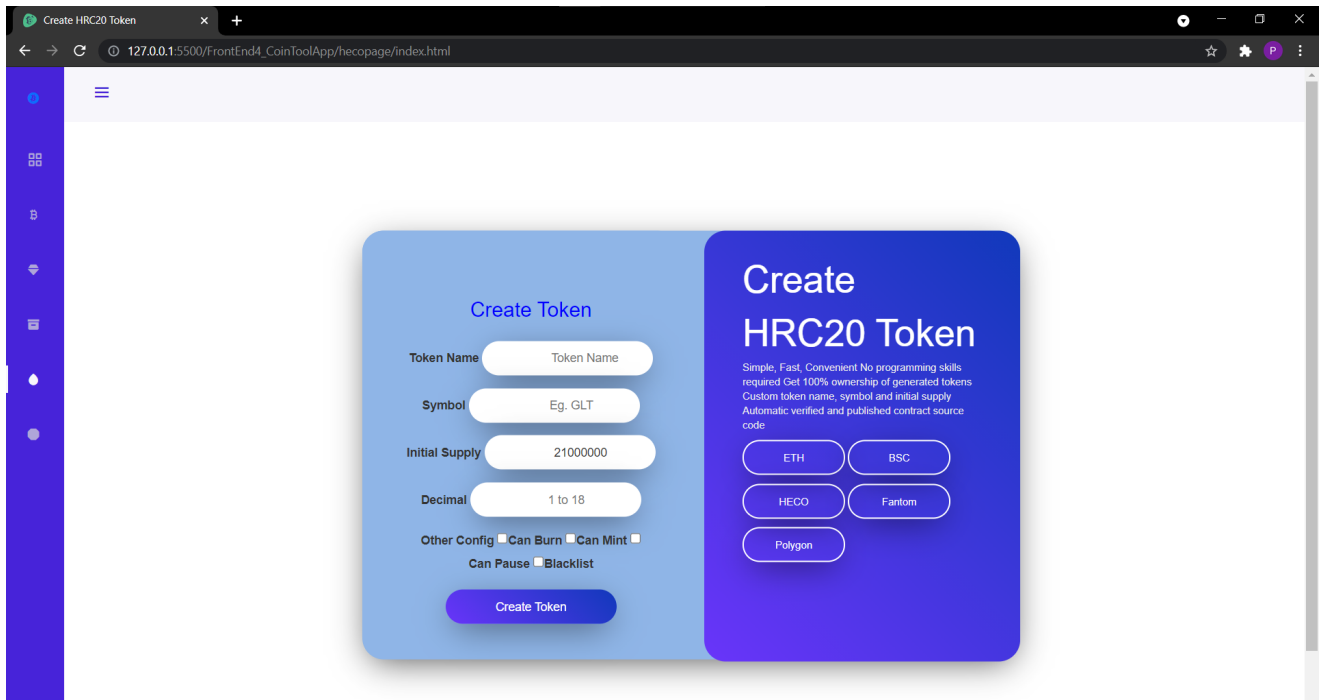 Create HRC20 Token
127.0.0.1:5500/FrontEnd4_CoinToolApp/hecopage/index.html
P
Create Token
Token Name Token Name
Symbol Eg. GLT
Initial Supply 21000000
Decimal 1 to 18
Other Config Can Burn Can Mint
Can Pause Blacklist
Create Token
Create
HRC20 Token
Simple, Fast, Convenient No programming skills
required Get 100% ownership of generated tokens
Custom token name, symbol and initial supply
Automatic verified and published contract source
code
ETH BSC
HECO Fantom
Polygon